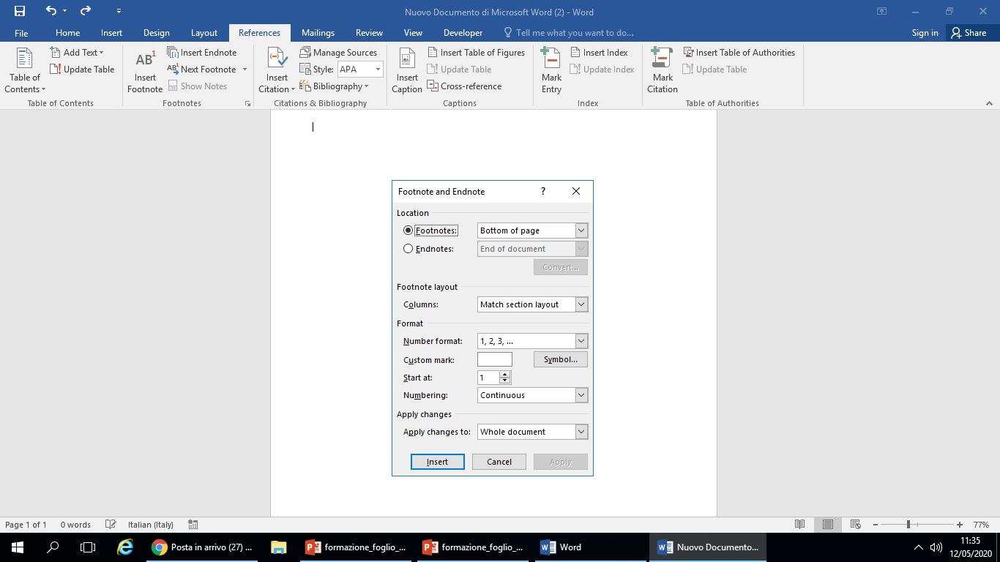 Nuovo Documento di Microsoft Word (2) - Word
File Home Insert Design Layout References Mailings Review View Developer Tell me what you want to do... Sign in Share
Table of Contents
Add Text
Update Table
Table of Contents
AB1
Insert Footnote
Insert Endnote
Next Footnote
Show Notes
Footnotes
Insert Citation
Manage Sources
Style: APA
Bibliography
Citations & Bibliography
Insert Caption
Insert Table of Figures
Update Table
Cross-reference
Captions
Mark Entry
Insert Index
Update Index
Index
Mark Citation
Insert Table of Authorities
Update Table
Table of Authorities
Footnote and Endnote ?
Location
Footnotes: Bottom of page
Endnotes: End of document
Convert...
Footnote layout
Columns: Match section layout
Format
Number format: 1, 2, 3, ...
Custom mark: Symbol...
Start at: 1
Numbering: Continuous
Apply changes
Apply changes to: Whole document
Insert Cancel Apply
Page 1 of 1 0 words Italian (Italy) 77%
Posta in arrivo (27) ... formazione_foglio_... formazione_foglio_... Word Nuovo Documento...
11:35
12/05/2020